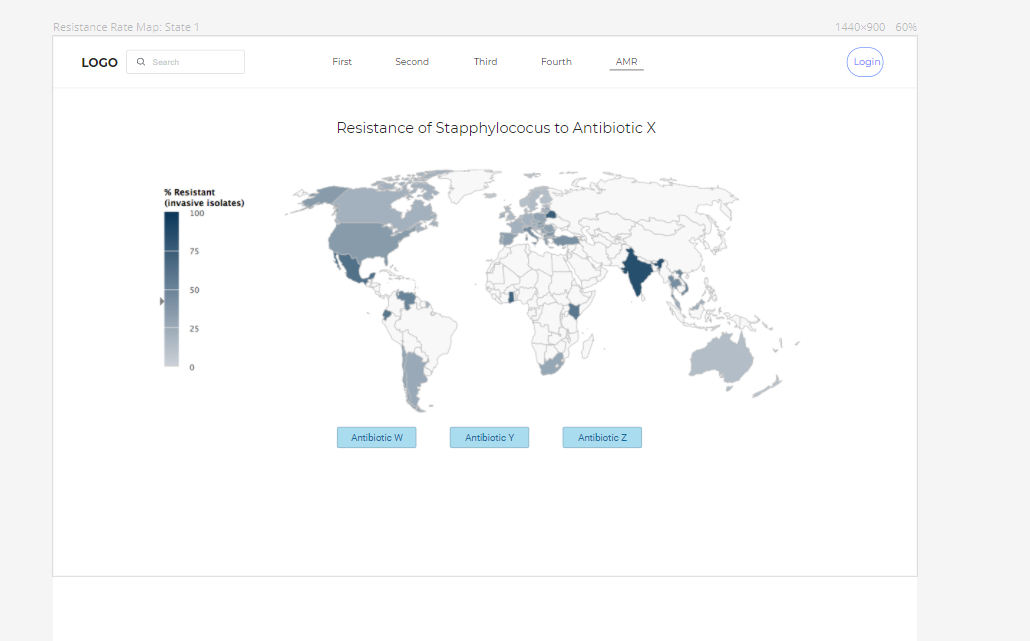 Resistance Rate Map: State 1
1440×900 60%
LOGO
Search
First
Second
Third
Fourth
AMR
Login
Resistance of Stapphylococus to Antibiotic X
% Resistant
(invasive isolates)
100
75
50
25
0
Antibiotic W
Antibiotic Y
Antibiotic Z